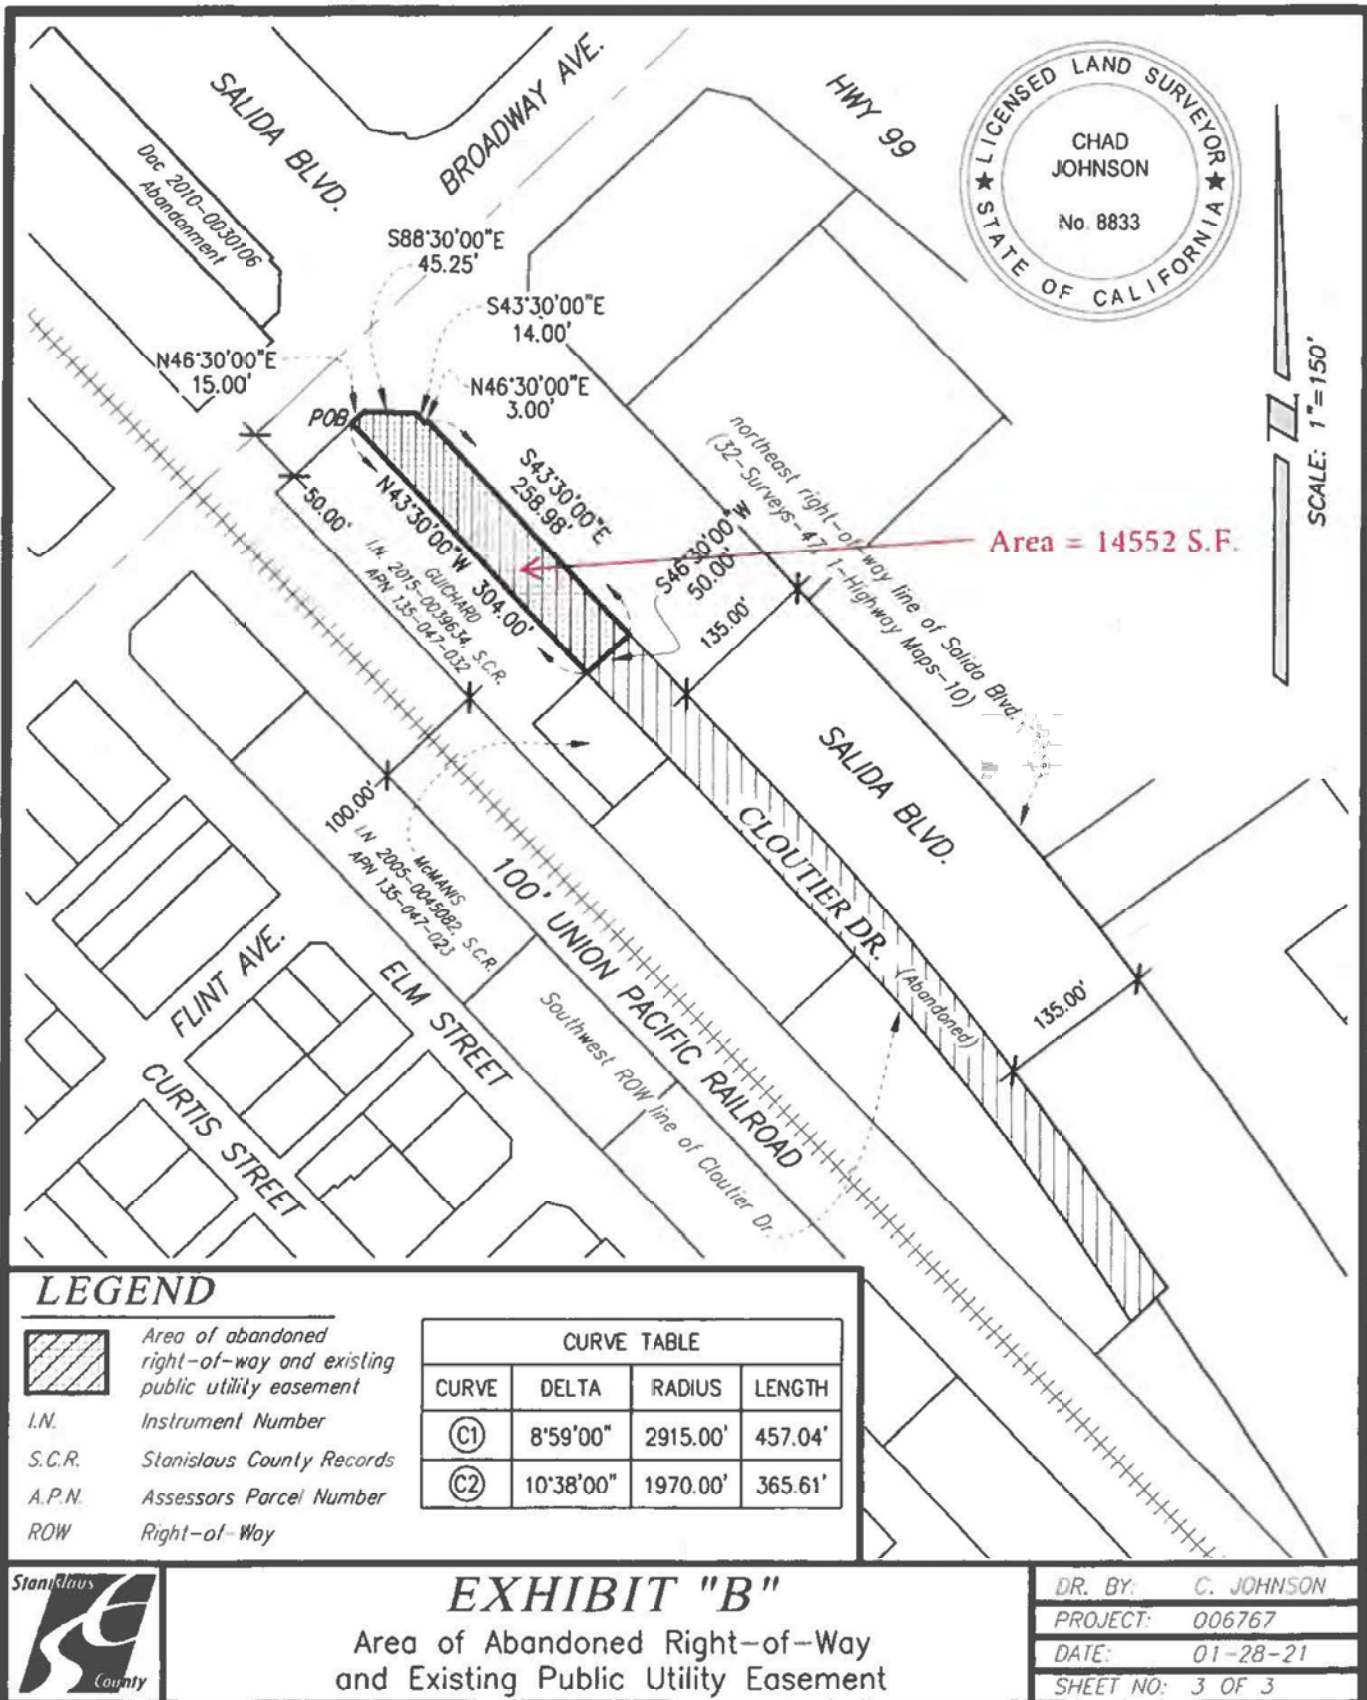 SALIDA BLVD.
BROADWAY AVE.
HWY 99
LICENSED LAND SURVEYOR
STATE OF CALIFORNIA
CHAD
JOHNSON
No. 8833
Doc 2010-0030106
Abandonment
S88°30'00"E
45.25'
S43°30'00"E
14.00'
N46°30'00"E
15.00'
N46°30'00"E
3.00'
POB
SCALE: 1"=150'
S43°30'00"E
258.98'
N43°30'00"W 304.00'
50.00'
GUICHARD
I.N. 2015-0039634, S.C.R.
APN 135-047-032
S46°30'00"W
50.00'
135.00'
northeast right-of-way line of Salida Blvd.
(32-Surveys-47, 1-Highway Maps-10)
Area = 14552 S.F.
SALIDA BLVD.
CLOUTIER DR.
(Abandoned)
135.00'
100.00'
McMANIS
I.N. 2005-0045082, S.C.R.
APN 135-047-023
100' UNION PACIFIC RAILROAD
FLINT AVE.
ELM STREET
CURTIS STREET
Southwest ROW line of Cloutier Dr.
LEGEND
Area of abandoned
right-of-way and existing
public utility easement
I.N. Instrument Number
S.C.R. Stanislaus County Records
A.P.N. Assessors Parcel Number
ROW Right-of-Way
CURVE TABLE
CURVE DELTA RADIUS LENGTH
C1 8°59'00" 2915.00' 457.04'
C2 10°38'00" 1970.00' 365.61'
Stanislaus
County
EXHIBIT "B"
Area of Abandoned Right-of-Way
and Existing Public Utility Easement
DR. BY: C. JOHNSON
PROJECT: 006767
DATE: 01-28-21
SHEET NO: 3 OF 3